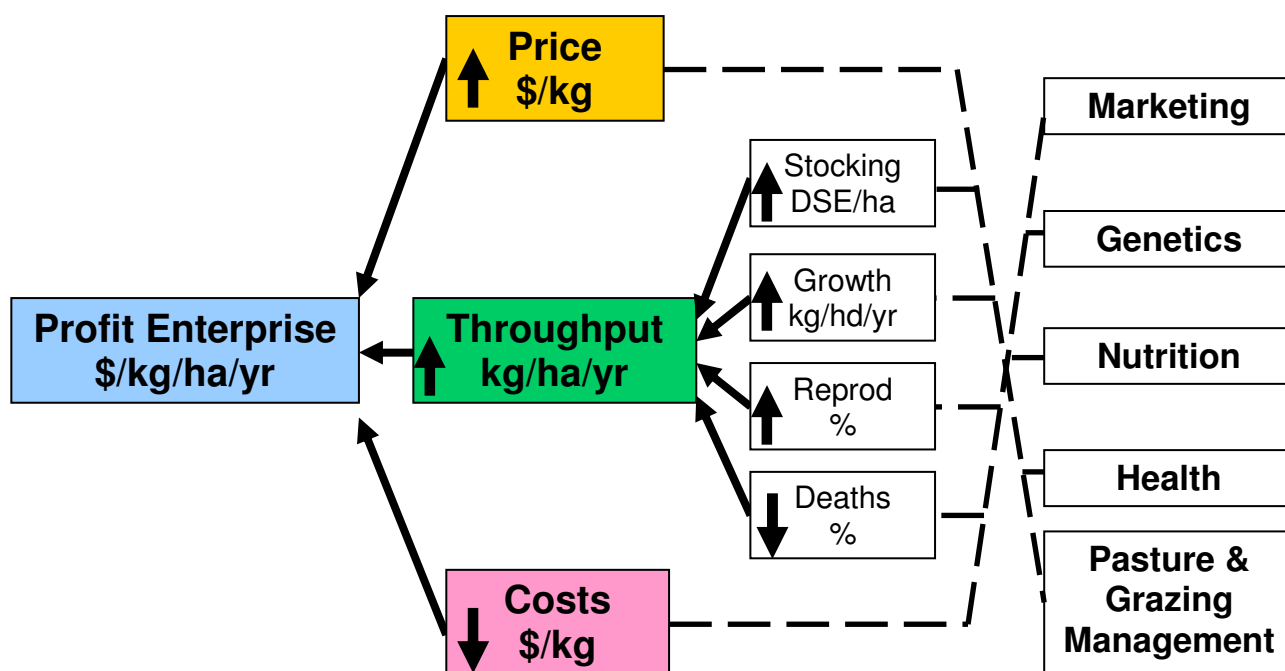 Price
$/kg
Marketing
Stocking
DSE/ha
Genetics
Growth
kg/hd/yr
Profit Enterprise
$/kg/ha/yr
Throughput
kg/ha/yr
Nutrition
Reprod
%
Health
Deaths
%
Pasture &
Grazing
Management
Costs
$/kg